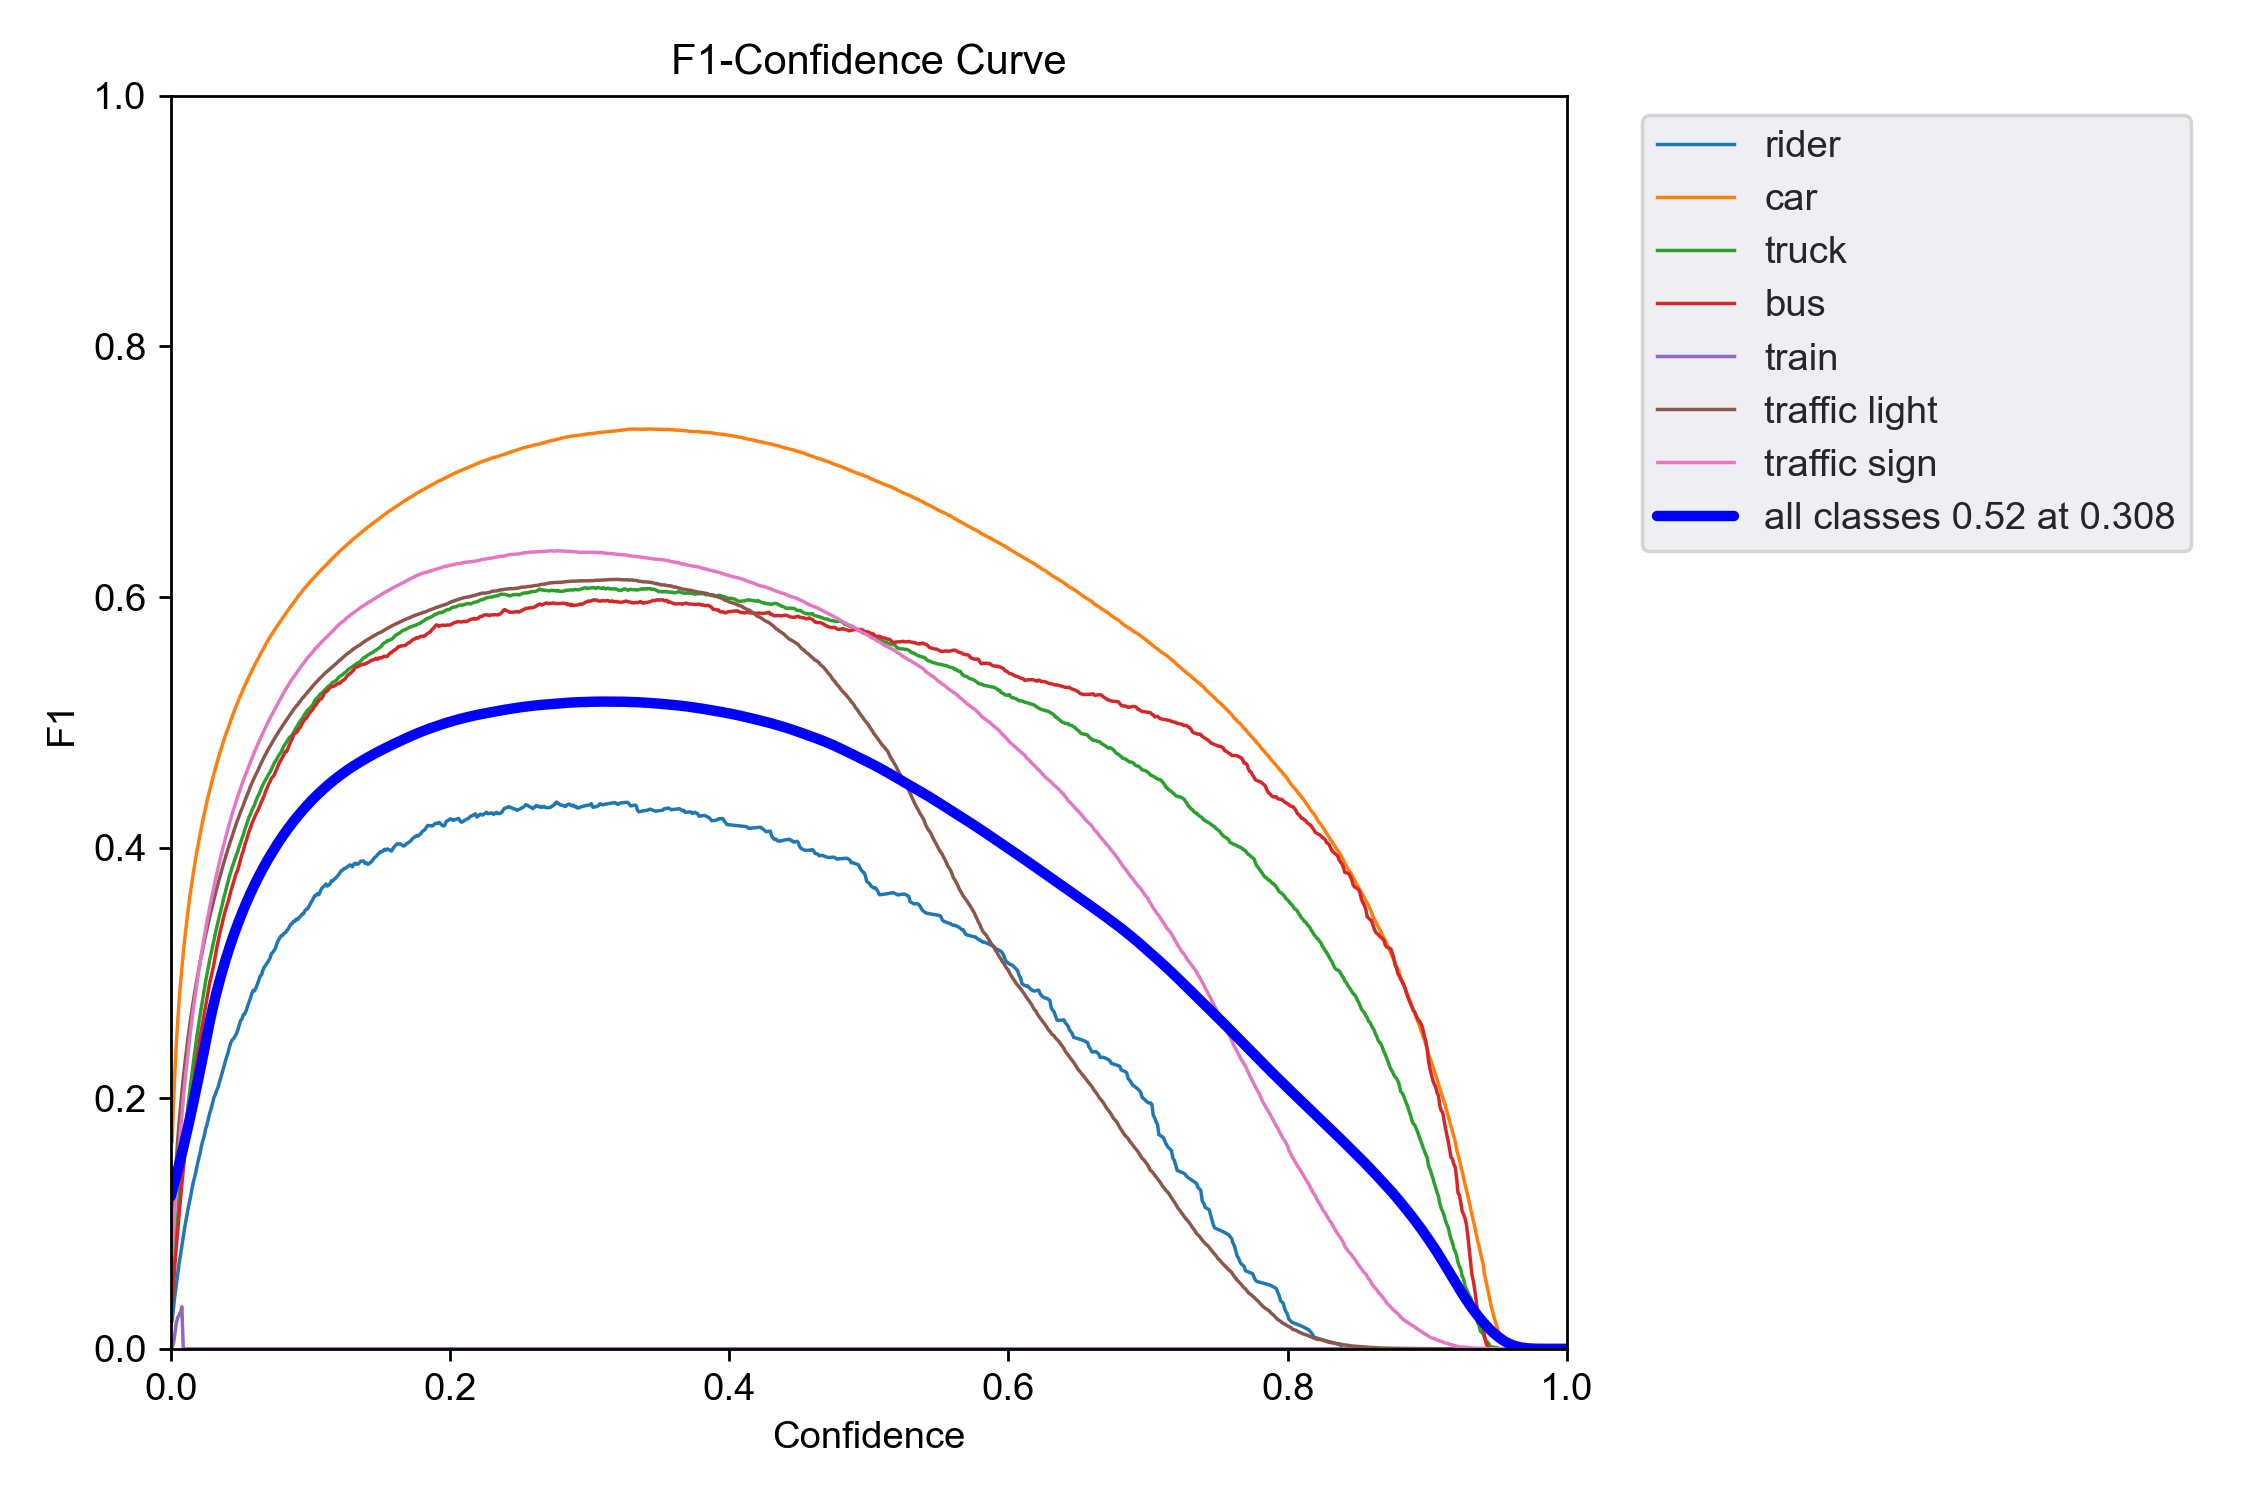 F1-Confidence Curve
1.0
0.8
0.6
0.4
0.2
0.0
F1
0.0 0.2 0.4 0.6 0.8 1.0
Confidence
rider
car
truck
bus
train
traffic light
traffic sign
all classes 0.52 at 0.308